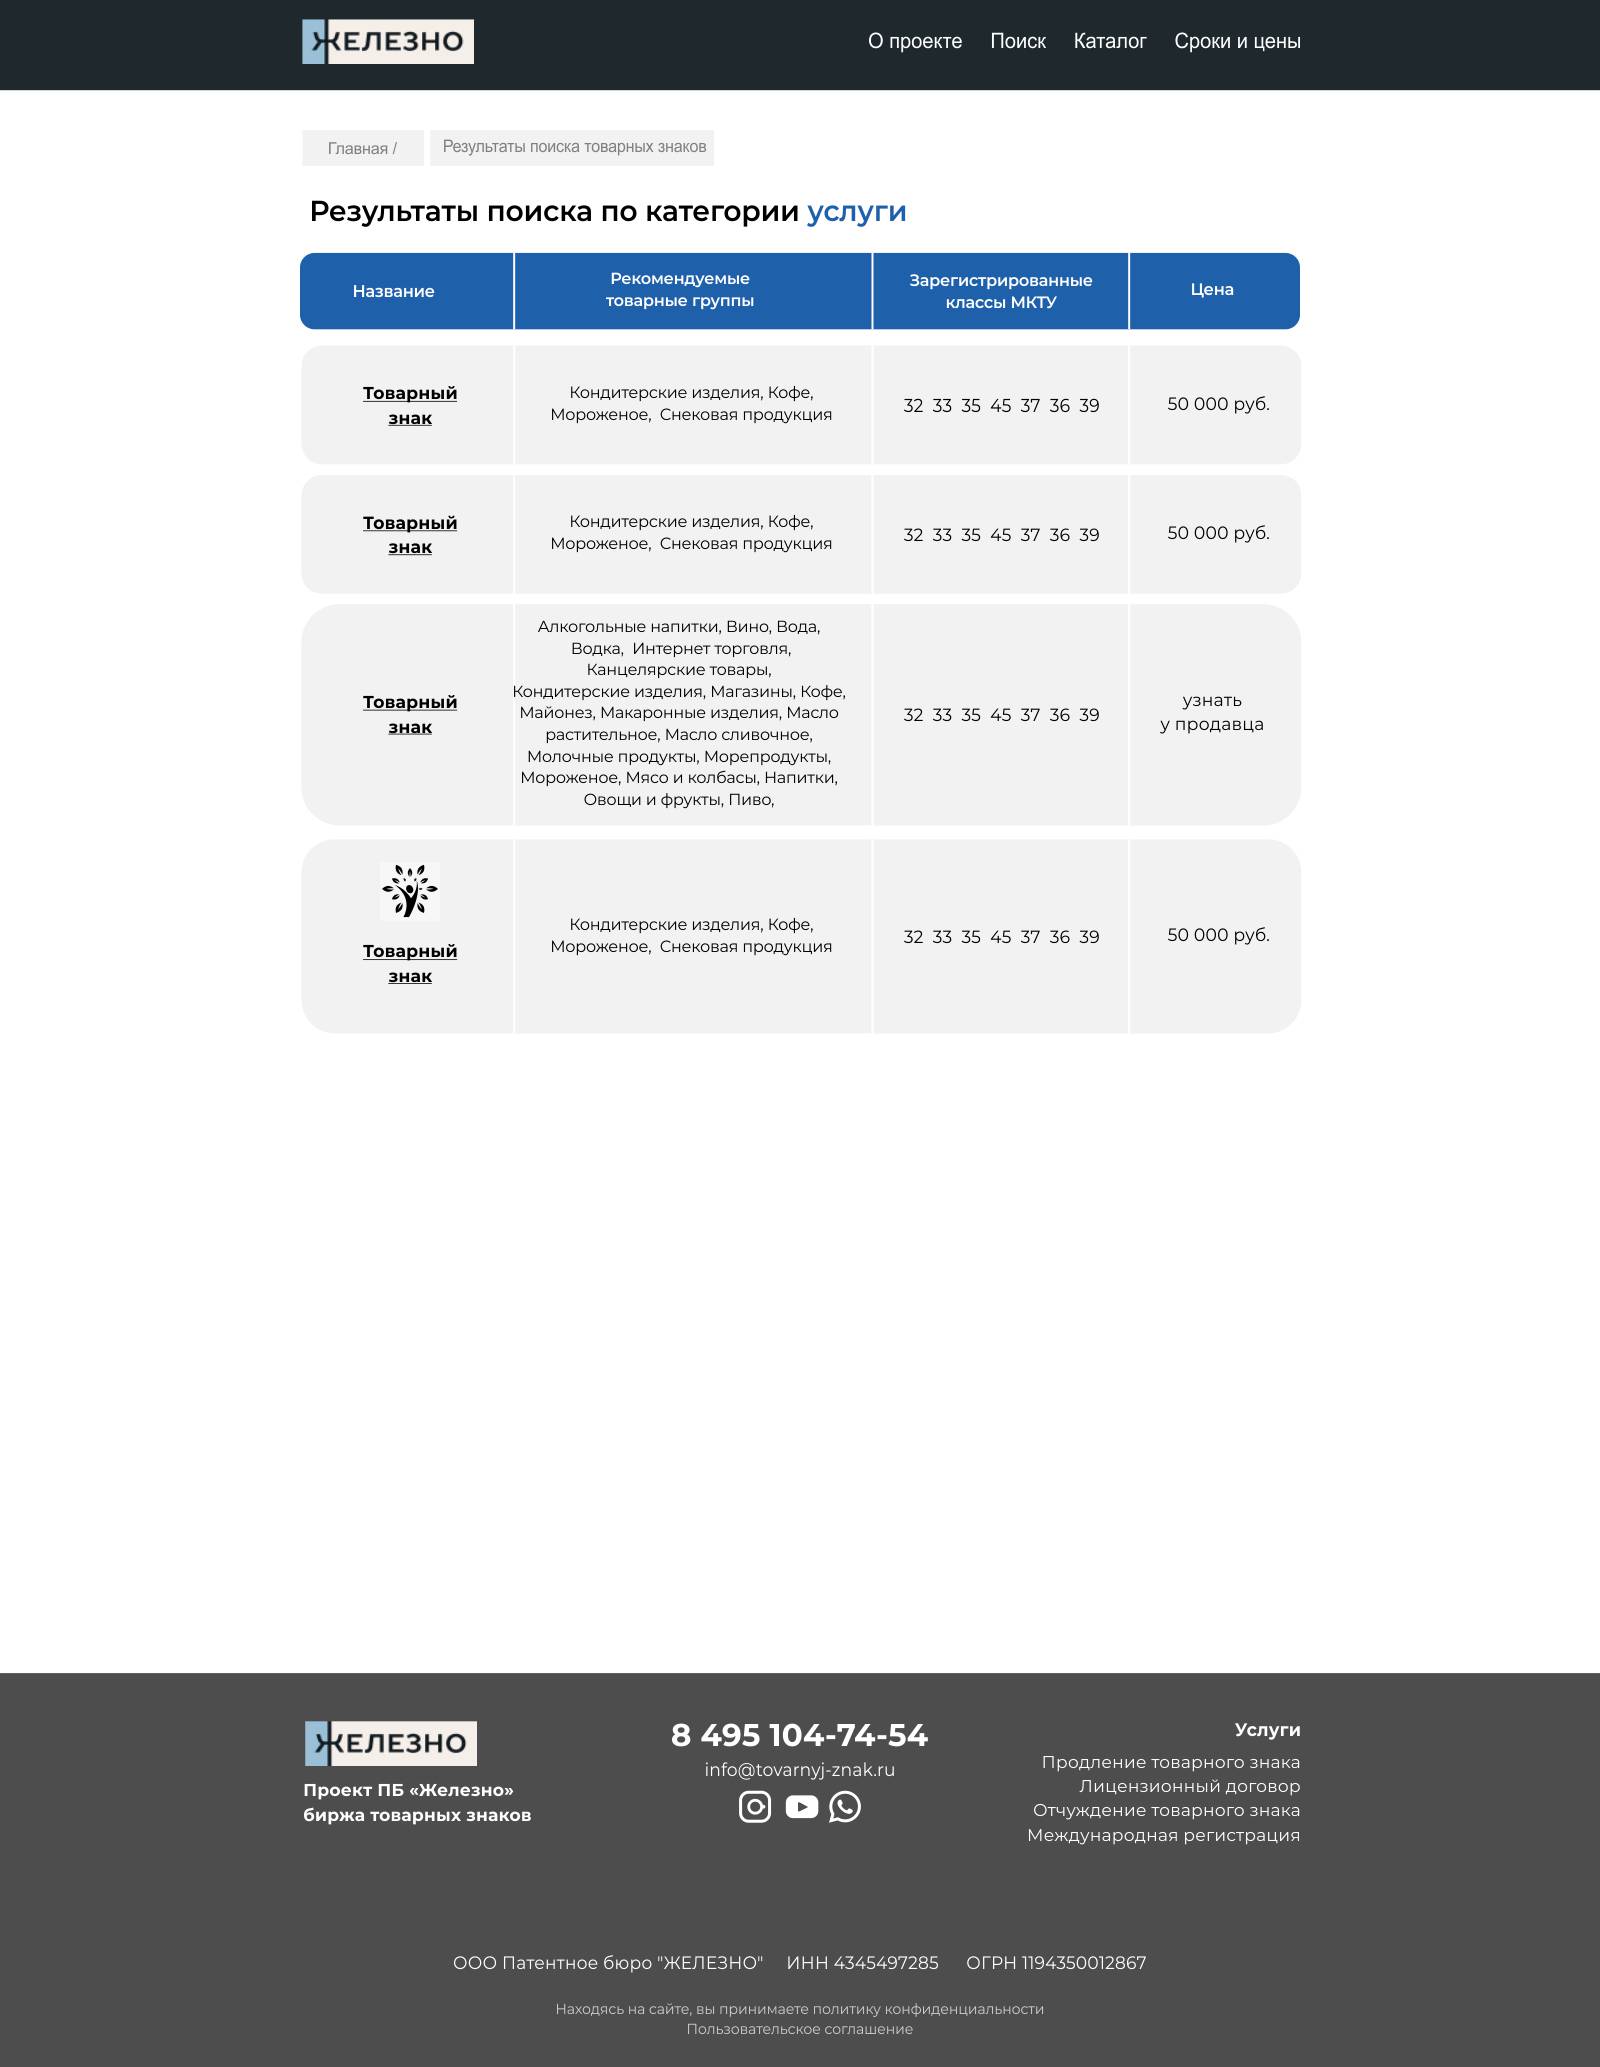 ЖЕЛЕЗНО
О проекте Поиск Каталог Сроки и цены
Главная / Результаты поиска товарных знаков
Результаты поиска по категории услуги
Название
Рекомендуемые
товарные группы
Зарегистрированные
классы МКТУ
Цена
Товарный
знак
Кондитерские изделия, Кофе,
Мороженое, Снековая продукция
32 33 35 45 37 36 39
50 000 руб.
Товарный
знак
Кондитерские изделия, Кофе,
Мороженое, Снековая продукция
32 33 35 45 37 36 39
50 000 руб.
Товарный
знак
Алкогольные напитки, Вино, Вода,
Водка, Интернет торговля,
Канцелярские товары,
Кондитерские изделия, Магазины, Кофе,
Майонез, Макаронные изделия, Масло
растительное, Масло сливочное,
Молочные продукты, Морепродукты,
Мороженое, Мясо и колбасы, Напитки,
Овощи и фрукты, Пиво,
32 33 35 45 37 36 39
узнать
у продавца
Товарный
знак
Кондитерские изделия, Кофе,
Мороженое, Снековая продукция
32 33 35 45 37 36 39
50 000 руб.
ЖЕЛЕЗНО
Проект ПБ «Железно»
биржа товарных знаков
8 495 104-74-54
info@tovarnyj-znak.ru
Услуги
Продление товарного знака
Лицензионный договор
Отчуждение товарного знака
Международная регистрация
ООО Патентное бюро "ЖЕЛЕЗНО" ИНН 4345497285 ОГРН 1194350012867
Находясь на сайте, вы принимаете политику конфиденциальности
Пользовательское соглашение